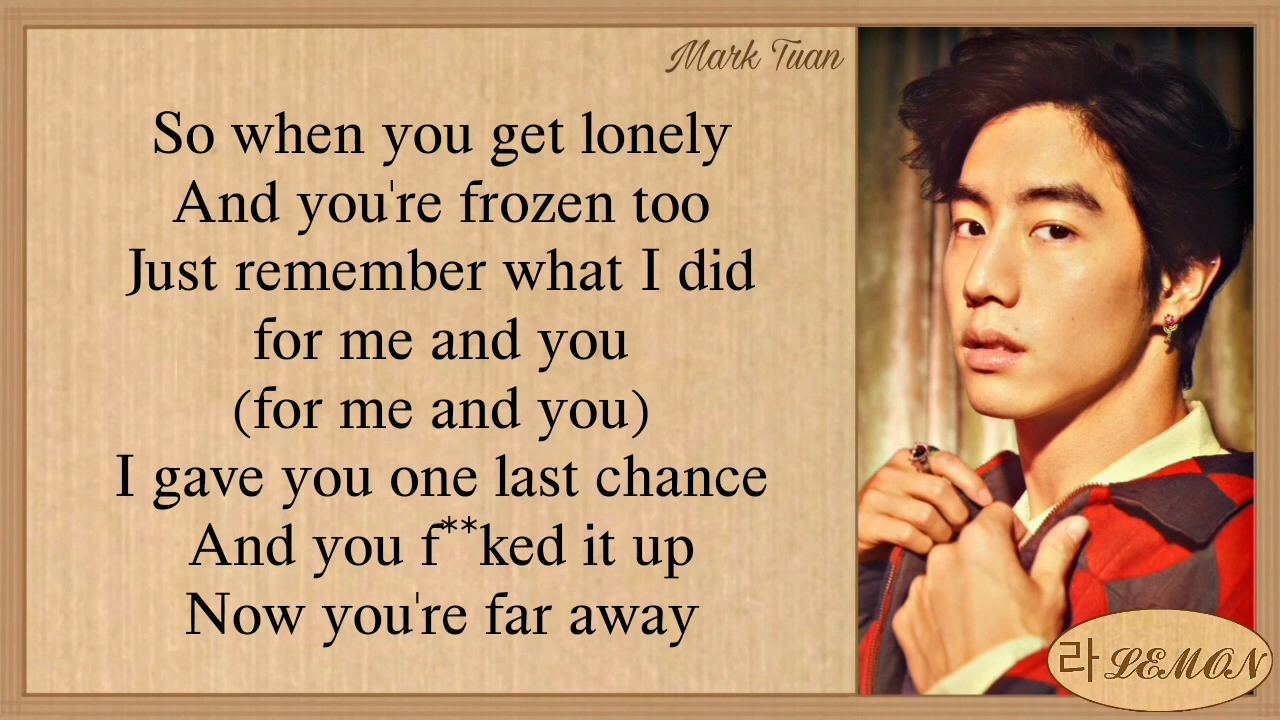 Mark Tuan
So when you get lonely
And you're frozen too
Just remember what I did
for me and you
(for me and you)
I gave you one last chance
And you f**ked it up
Now you're far away
라 LEMON